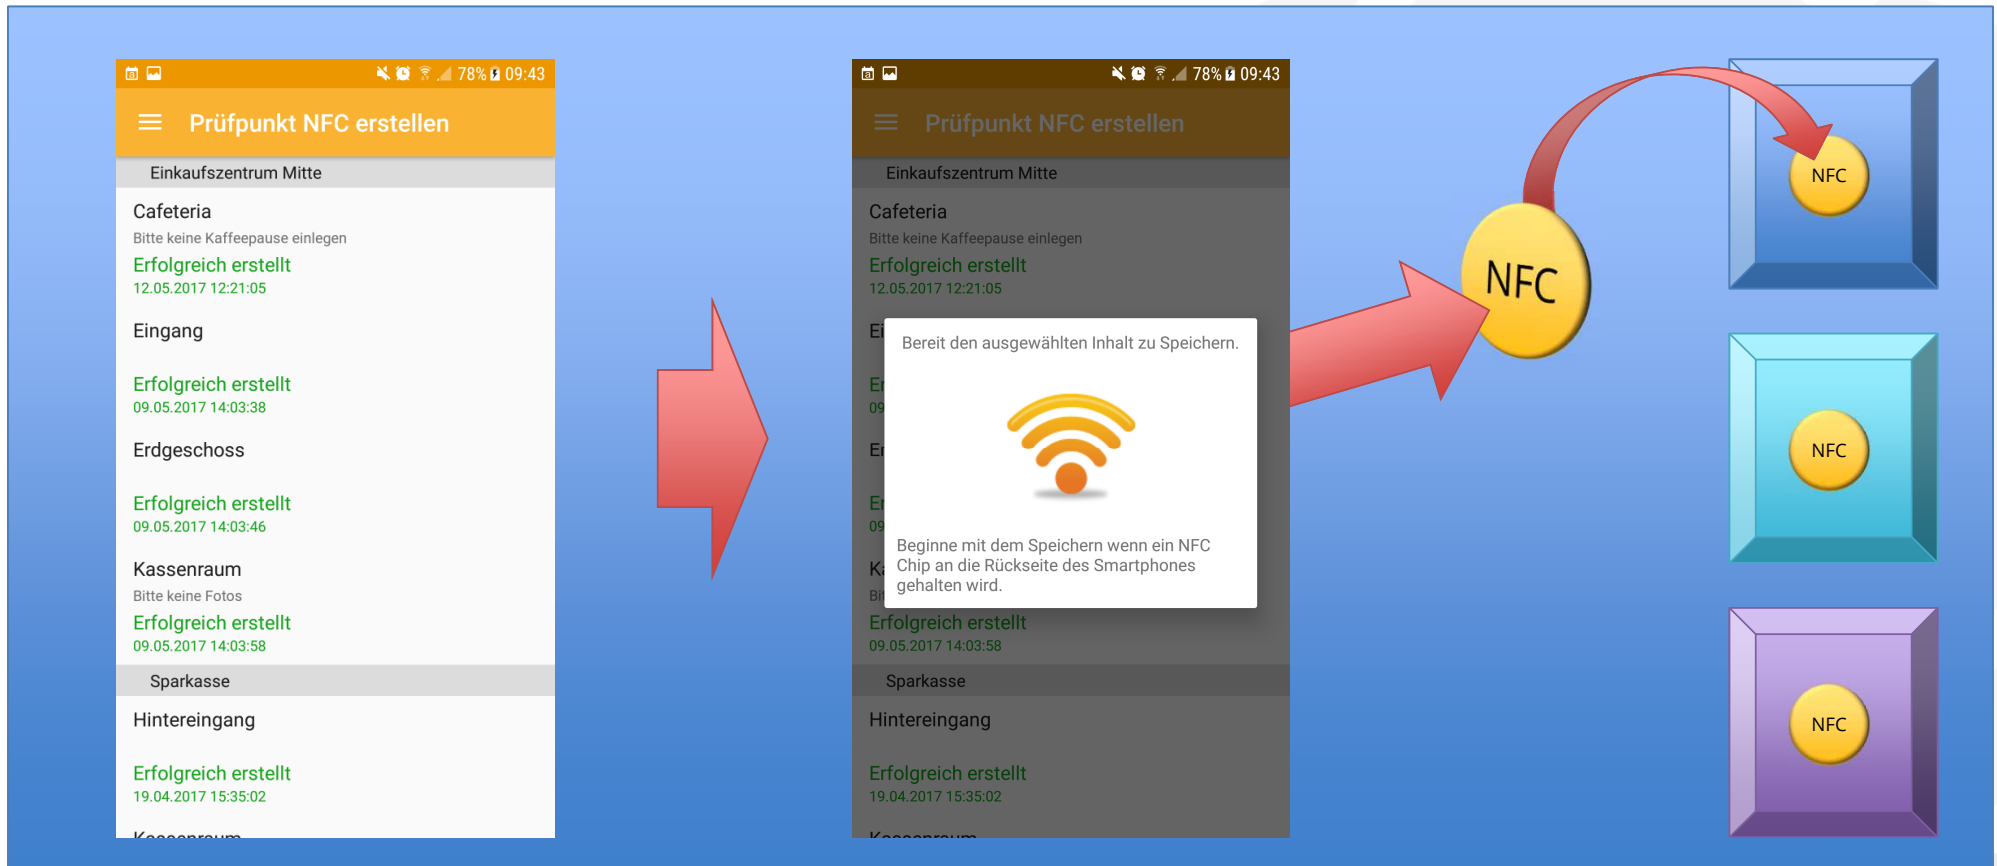 78% 09:43
Prüfpunkt NFC erstellen
Einkaufszentrum Mitte
Cafeteria
Bitte keine Kaffeepause einlegen
Erfolgreich erstellt
12.05.2017 12:21:05
Eingang
Erfolgreich erstellt
09.05.2017 14:03:38
Erdgeschoss
Erfolgreich erstellt
09.05.2017 14:03:46
Kassenraum
Bitte keine Fotos
Erfolgreich erstellt
09.05.2017 14:03:58
Sparkasse
Hintereingang
Erfolgreich erstellt
19.04.2017 15:35:02
Kassenraum
78% 09:43
Prüfpunkt NFC erstellen
Einkaufszentrum Mitte
Cafeteria
Bitte keine Kaffeepause einlegen
Erfolgreich erstellt
12.05.2017 12:21:05
Bereit den ausgewählten Inhalt zu Speichern.
Beginne mit dem Speichern wenn ein NFC
Chip an die Rückseite des Smartphones
gehalten wird.
Erfolgreich erstellt
09.05.2017 14:03:58
Sparkasse
Hintereingang
Erfolgreich erstellt
19.04.2017 15:35:02
Kassenraum
NFC
NFC
NFC
NFC